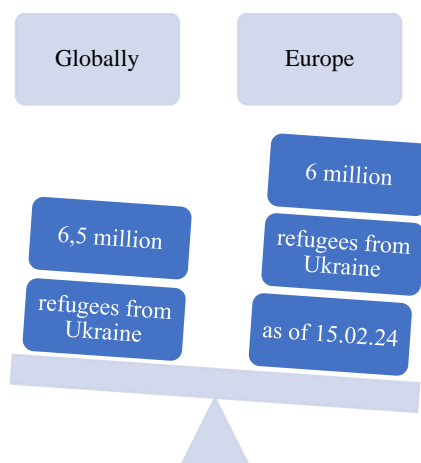 Globally
Europe
6,5 million
refugees from
Ukraine
6 million
refugees from
Ukraine
as of 15.02.24